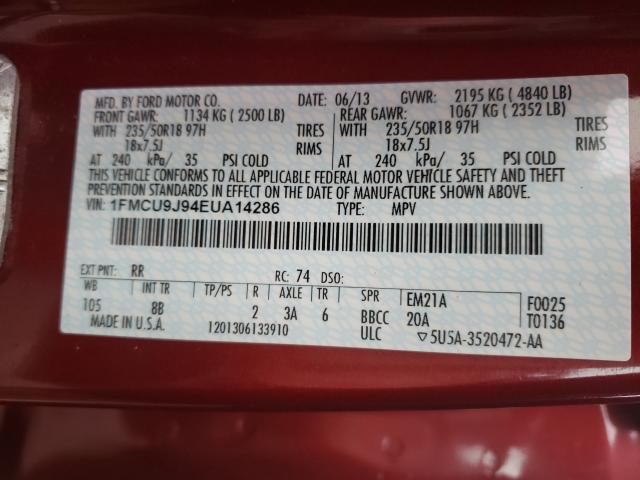 MFD. BY FORD MOTOR CO. DATE: 06/13 GVWR: 2195 KG ( 4840 LB)
FRONT GAWR: 1134 KG ( 2500 LB) REAR GAWR: 1067 KG ( 2352 LB)
WITH 235/50R18 97H TIRES WITH 235/50R18 97H TIRES
18x7.5J RIMS 18x7.5J RIMS
AT 240 kPa/ 35 PSI COLD AT 240 kPa/ 35 PSI COLD
THIS VEHICLE CONFORMS TO ALL APPLICABLE FEDERAL MOTOR VEHICLE SAFETY AND THEFT
PREVENTION STANDARDS IN EFFECT ON THE DATE OF MANUFACTURE SHOWN ABOVE.
VIN: 1FMCU9J94EUA14286 TYPE: MPV
EXT PNT: RR RC: 74 DSO:
WB INT TR TP/PS R AXLE TR SPR EM21A F0025
105 8B 2 3A 6 BBCC 20A T0136
MADE IN U.S.A. 1201306133910 ULC ▽5U5A-3520472-AA